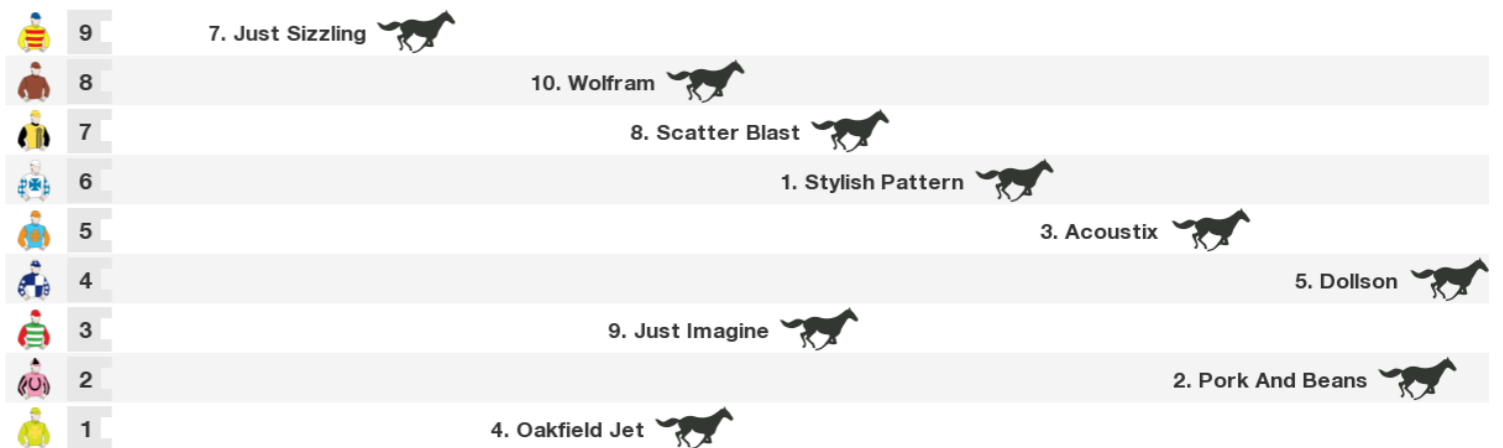 9 7. Just Sizzling
8 10. Wolfram
7 8. Scatter Blast
6 1. Stylish Pattern
5 3. Acoustix
4 5. Dollson
3 9. Just Imagine
2 2. Pork And Beans
1 4. Oakfield Jet